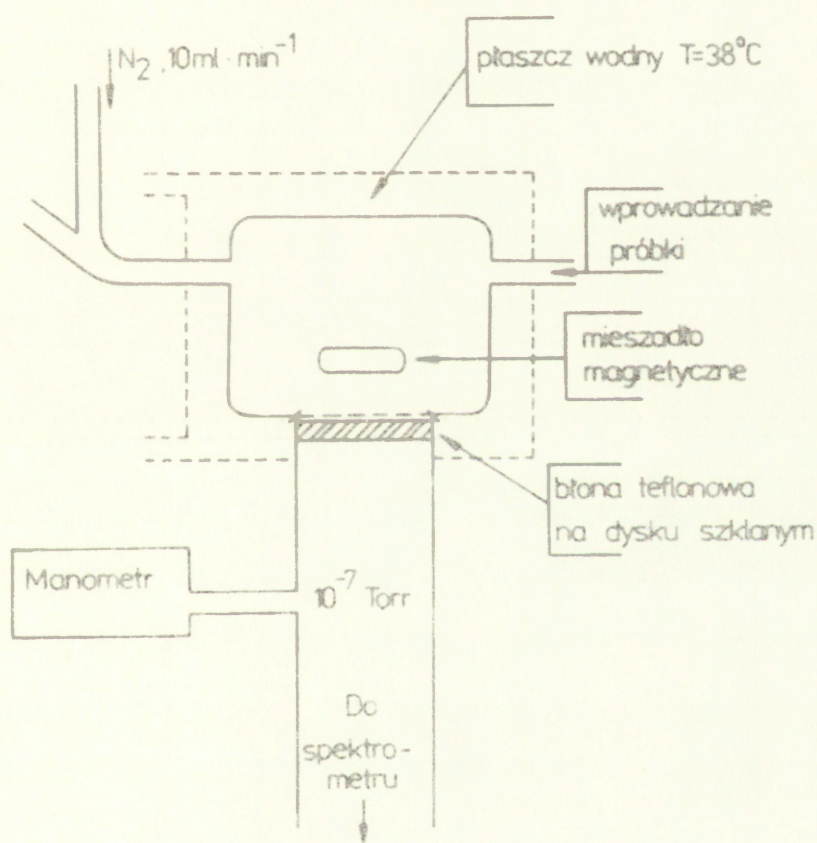 N₂ , 10ml · min⁻¹
płaszcz wodny T=38°C
wprowadzanie
próbki
mieszadło
magnetyczne
błona teflonowa
na dysku szklanym
Manometr
10⁻⁷ Torr
Do
spektro-
metru